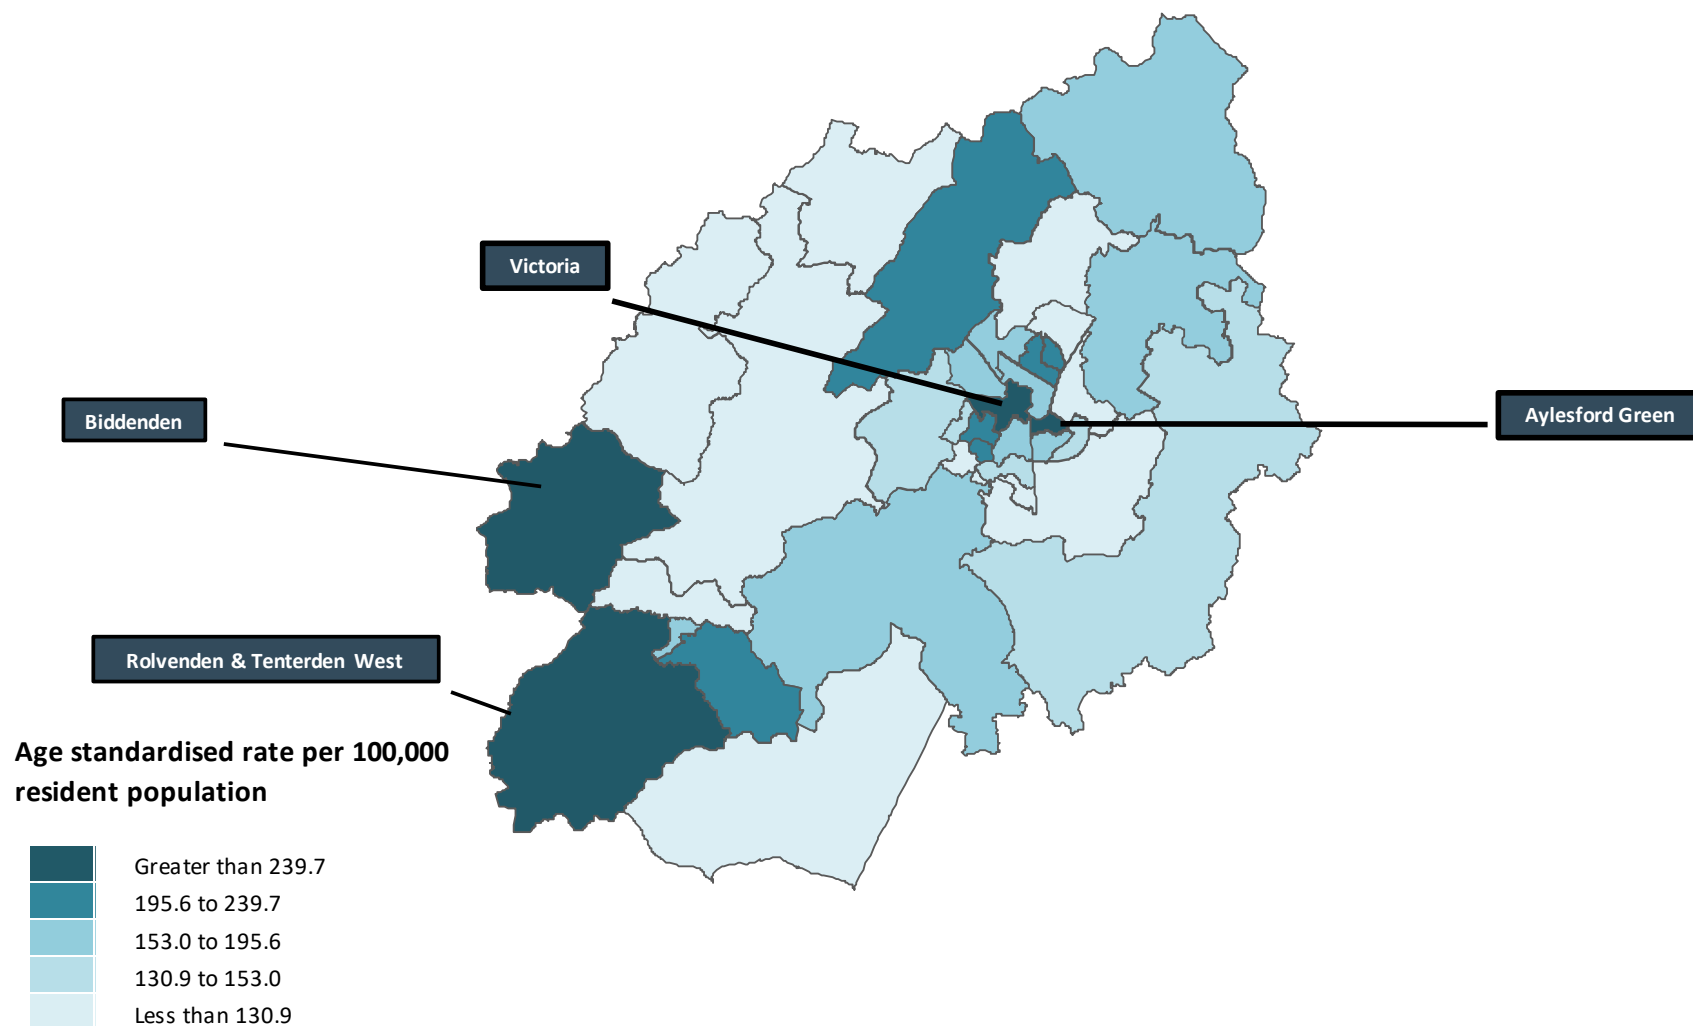 Victoria
Biddenden
Aylesford Green
Rolvenden & Tenterden West
Age standardised rate per 100,000
resident population
Greater than 239.7
195.6 to 239.7
153.0 to 195.6
130.9 to 153.0
Less than 130.9